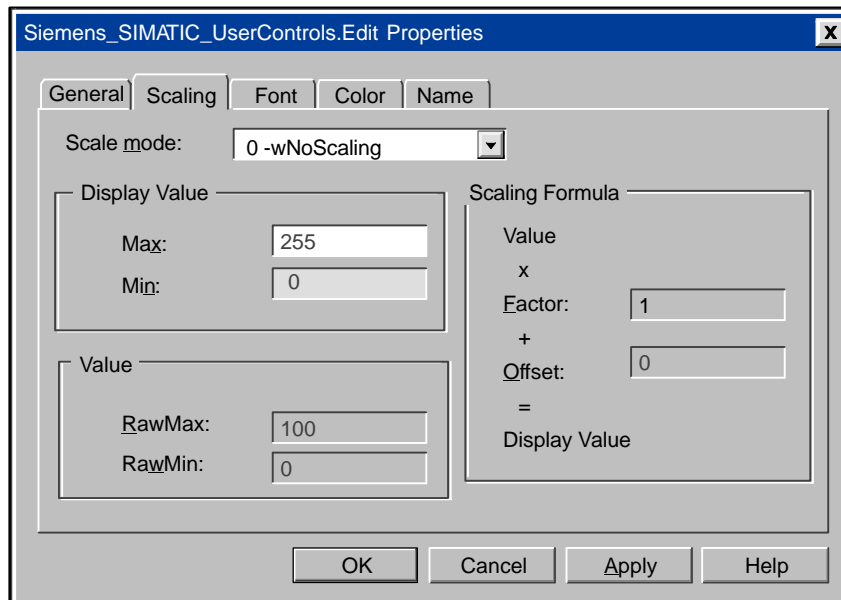 Siemens_SIMATIC_UserControls.Edit Properties
X
General Scaling Font Color Name
Scale mode: 0 -wNoScaling
Display Value
Max: 255
Min: 0
Value
RawMax: 100
RawMin: 0
Scaling Formula
Value
x
Factor: 1
+
Offset: 0
=
Display Value
OK Cancel Apply Help